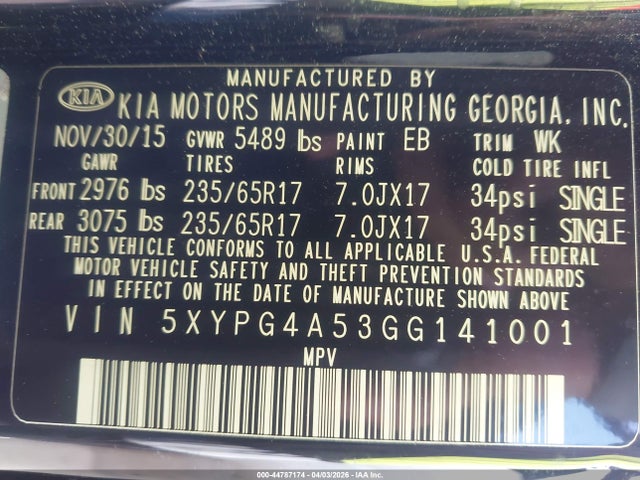 MANUFACTURED BY
KIA KIA MOTORS MANUFACTURING GEORGIA, INC.
NOV/30/15 GVWR 5489 lbs PAINT EB TRIM WK
GAWR TIRES RIMS COLD TIRE INFL
FRONT 2976 lbs 235/65R17 7.0JX17 34psi SINGLE
REAR 3075 lbs 235/65R17 7.0JX17 34psi SINGLE
THIS VEHICLE CONFORMS TO ALL APPLICABLE U.S.A. FEDERAL
MOTOR VEHICLE SAFETY AND THEFT PREVENTION STANDARDS
IN EFFECT ON THE DATE OF MANUFACTURE SHOWN ABOVE
VIN 5XYPG4A53GG141001
MPV
000-44787174 - 04/03/2026 - IAA Inc.